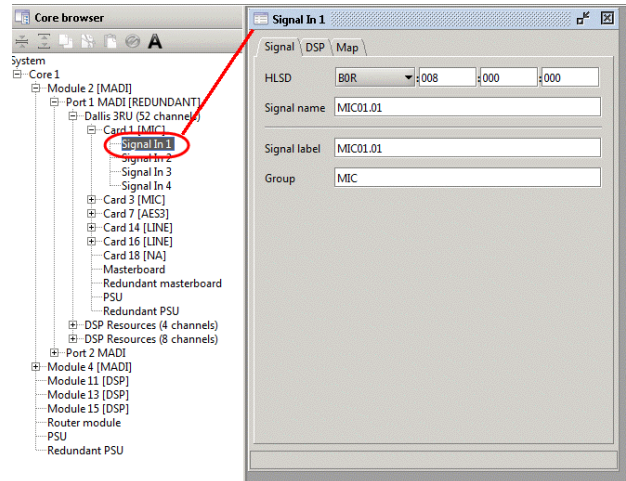 Core browser
A
System
Core 1
Module 2 [MADI]
Port 1 MADI [REDUNDANT]
Dallis 3RU (52 channels)
Card 1 [MIC]
Signal In 1
Signal In 2
Signal In 3
Signal In 4
Card 3 [MIC]
Card 7 [AES3]
Card 14 [LINE]
Card 16 [LINE]
Card 18 [NA]
Masterboard
Redundant masterboard
PSU
Redundant PSU
DSP Resources (4 channels)
DSP Resources (8 channels)
Port 2 MADI
Module 4 [MADI]
Module 11 [DSP]
Module 13 [DSP]
Module 15 [DSP]
Router module
PSU
Redundant PSU
Signal In 1
Signal DSP Map
HLSD B0R :008 :000 :000
Signal name MIC01.01
Signal label MIC01.01
Group MIC